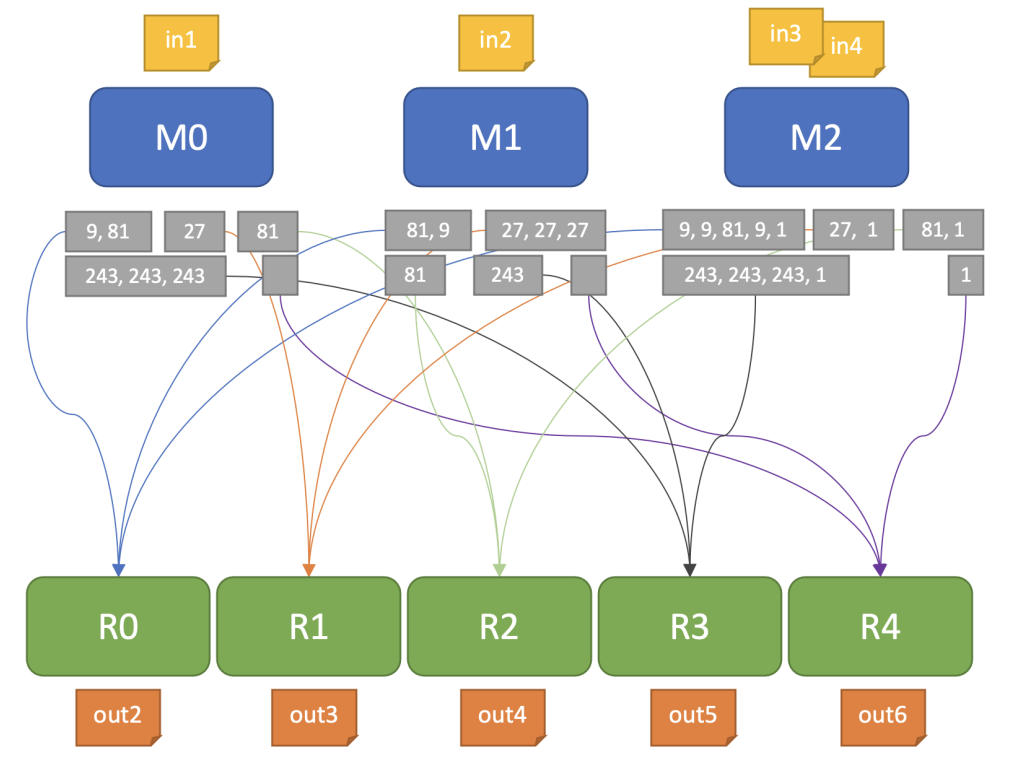 in1
in2
in3
in4
M0
M1
M2
9, 81
27
81
81, 9
27, 27, 27
9, 9, 81, 9, 1
27, 1
81, 1
243, 243, 243
81
243
243, 243, 243, 1
1
R0
R1
R2
R3
R4
out2
out3
out4
out5
out6